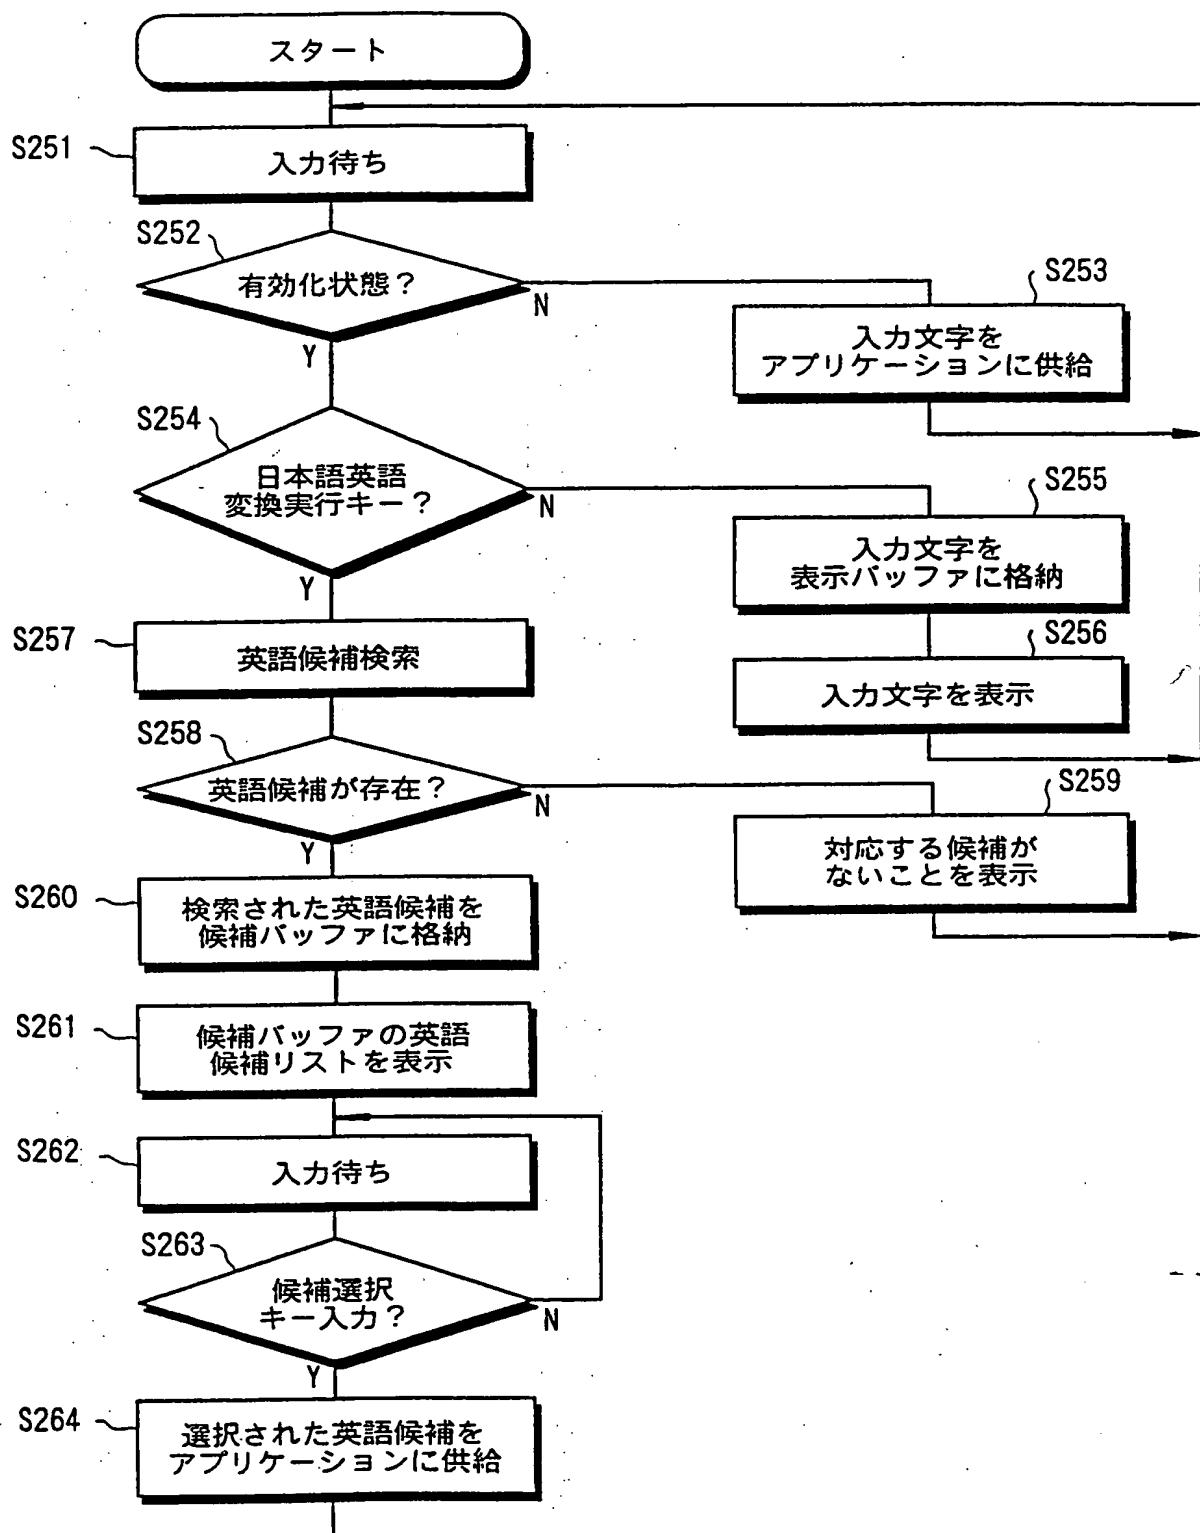 スタート
S251
入力待ち
S252
有効化状態？
N
Y
S253
入力文字を
アプリケーションに供給
S254
日本語英語
変換実行キー？
N
Y
S255
入力文字を
表示バッファに格納
S256
入力文字を表示
S257
英語候補検索
S258
英語候補が存在？
N
Y
S259
対応する候補が
ないことを表示
S260
検索された英語候補を
候補バッファに格納
S261
候補バッファの英語
候補リストを表示
S262
入力待ち
S263
候補選択
キー入力？
N
Y
S264
選択された英語候補を
アプリケーションに供給